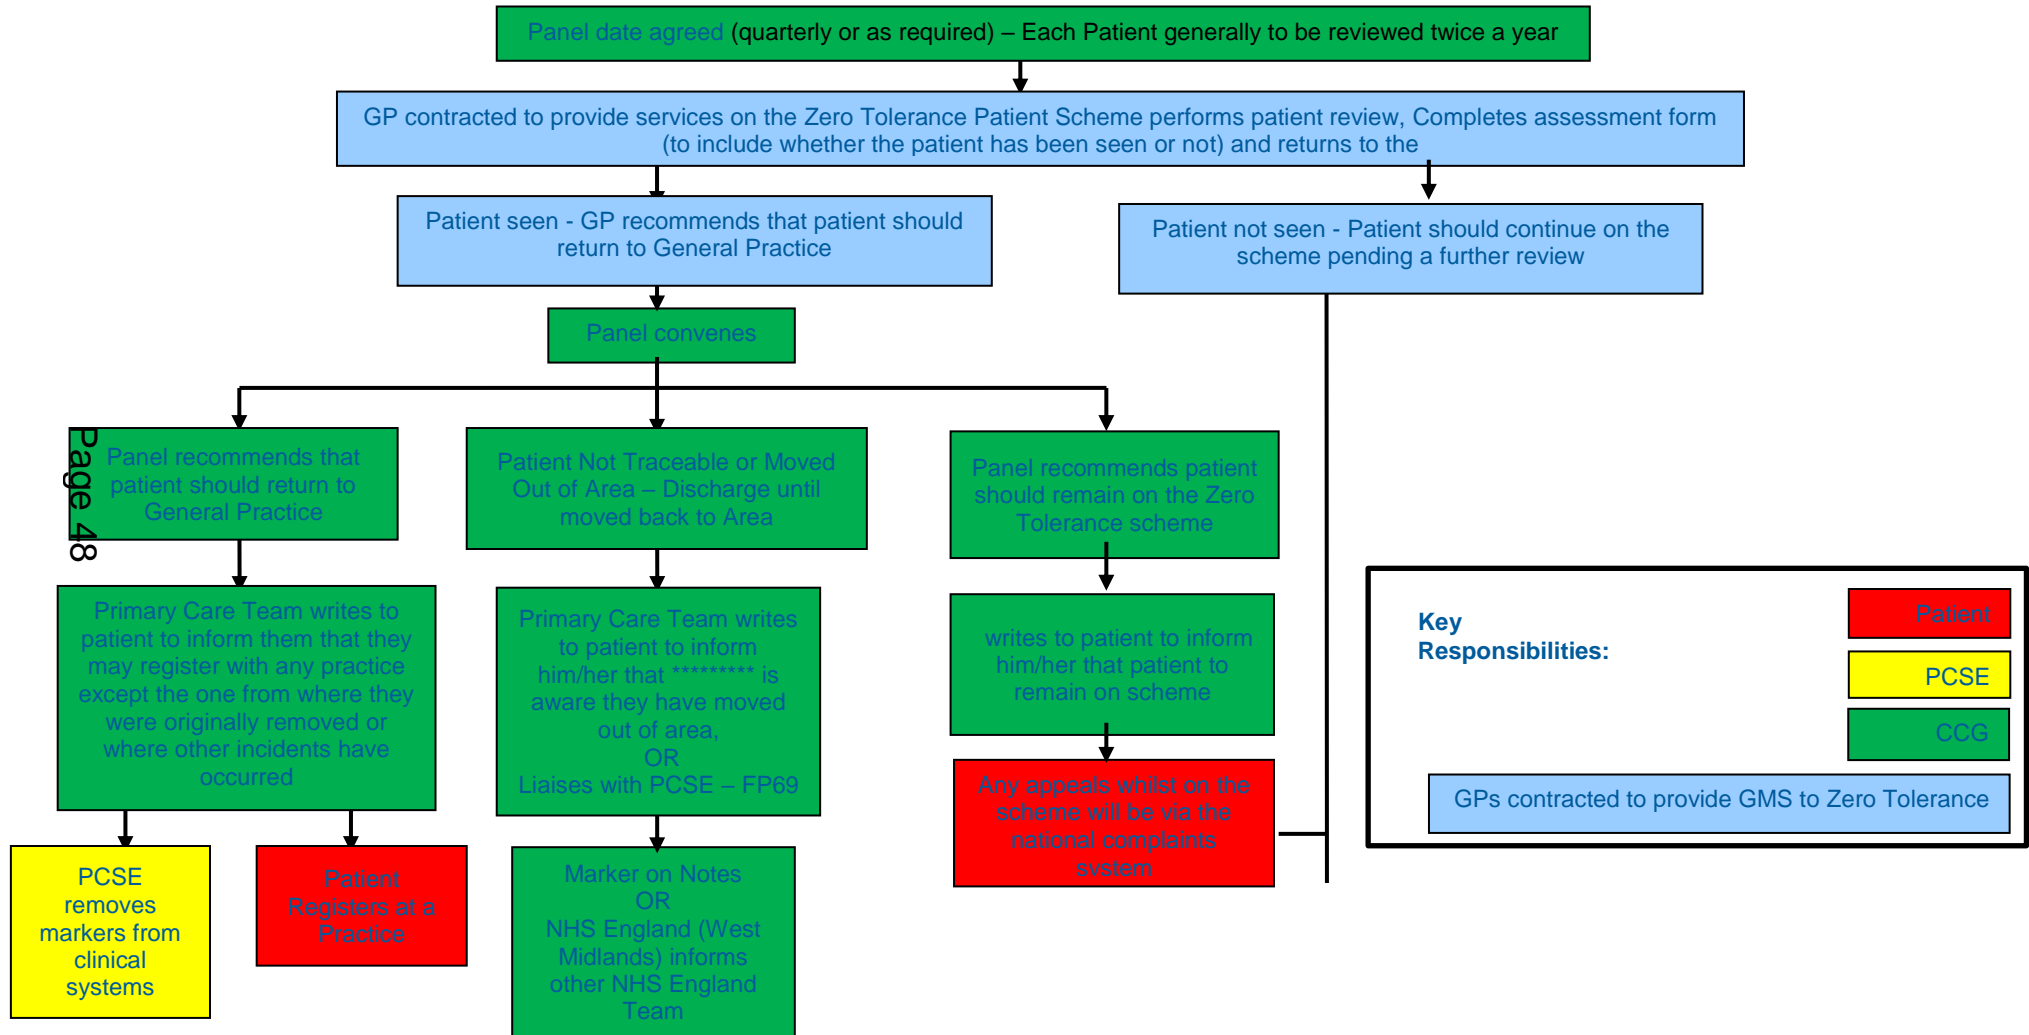 Panel date agreed (quarterly or as required) – Each Patient generally to be reviewed twice a year
GP contracted to provide services on the Zero Tolerance Patient Scheme performs patient review, Completes assessment form
(to include whether the patient has been seen or not) and returns to the
Patient seen - GP recommends that patient should
return to General Practice
Patient not seen - Patient should continue on the
scheme pending a further review
Panel convenes
Page 48
Panel recommends that
patient should return to
General Practice
Patient Not Traceable or Moved
Out of Area – Discharge until
moved back to Area
Panel recommends patient
should remain on the Zero
Tolerance scheme
Primary Care Team writes to
patient to inform them that they
may register with any practice
except the one from where they
were originally removed or
where other incidents have
occurred
Primary Care Team writes
to patient to inform
him/her that ********* is
aware they have moved
out of area,
OR
Liaises with PCSE – FP69
writes to patient to inform
him/her that patient to
remain on scheme
Any appeals whilst on the
scheme will be via the
national complaints
system
PCSE
removes
markers from
clinical
systems
Patient
Registers at a
Practice
Marker on Notes
OR
NHS England (West
Midlands) informs
other NHS England
Team
Key
Responsibilities:
Patient
PCSE
CCG
GPs contracted to provide GMS to Zero Tolerance